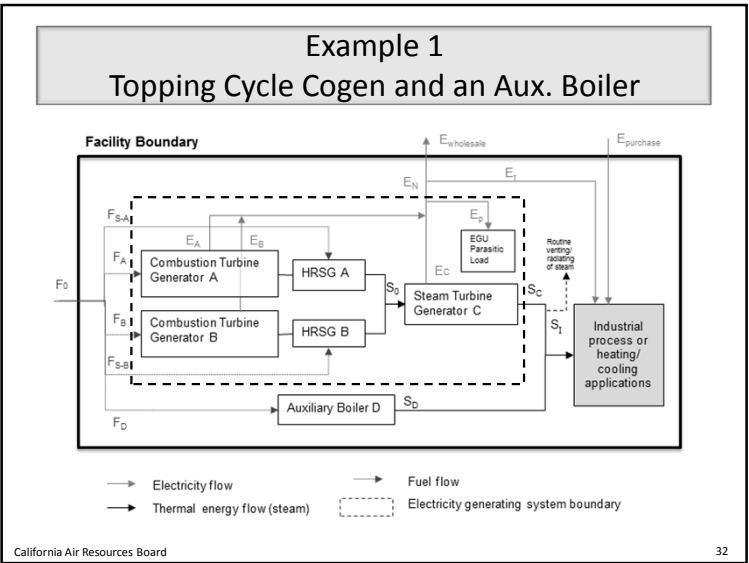 Example 1
Topping Cycle Cogen and an Aux. Boiler
Facility Boundary
E_wholesale
E_purchase
E_N
E_I
F_S-A
E_p
E_A
E_B
EGU
Parasitic
Load
Routine
venting/
radiating
of steam
F_A
Combustion Turbine
Generator A
HRSG A
E_C
F_0
S_0
Steam Turbine
Generator C
S_C
S_I
F_B
Combustion Turbine
Generator B
HRSG B
Industrial
process or
heating/
cooling
applications
F_S-B
F_D
Auxiliary Boiler D
S_D
Electricity flow
Fuel flow
Thermal energy flow (steam)
Electricity generating system boundary
California Air Resources Board
32